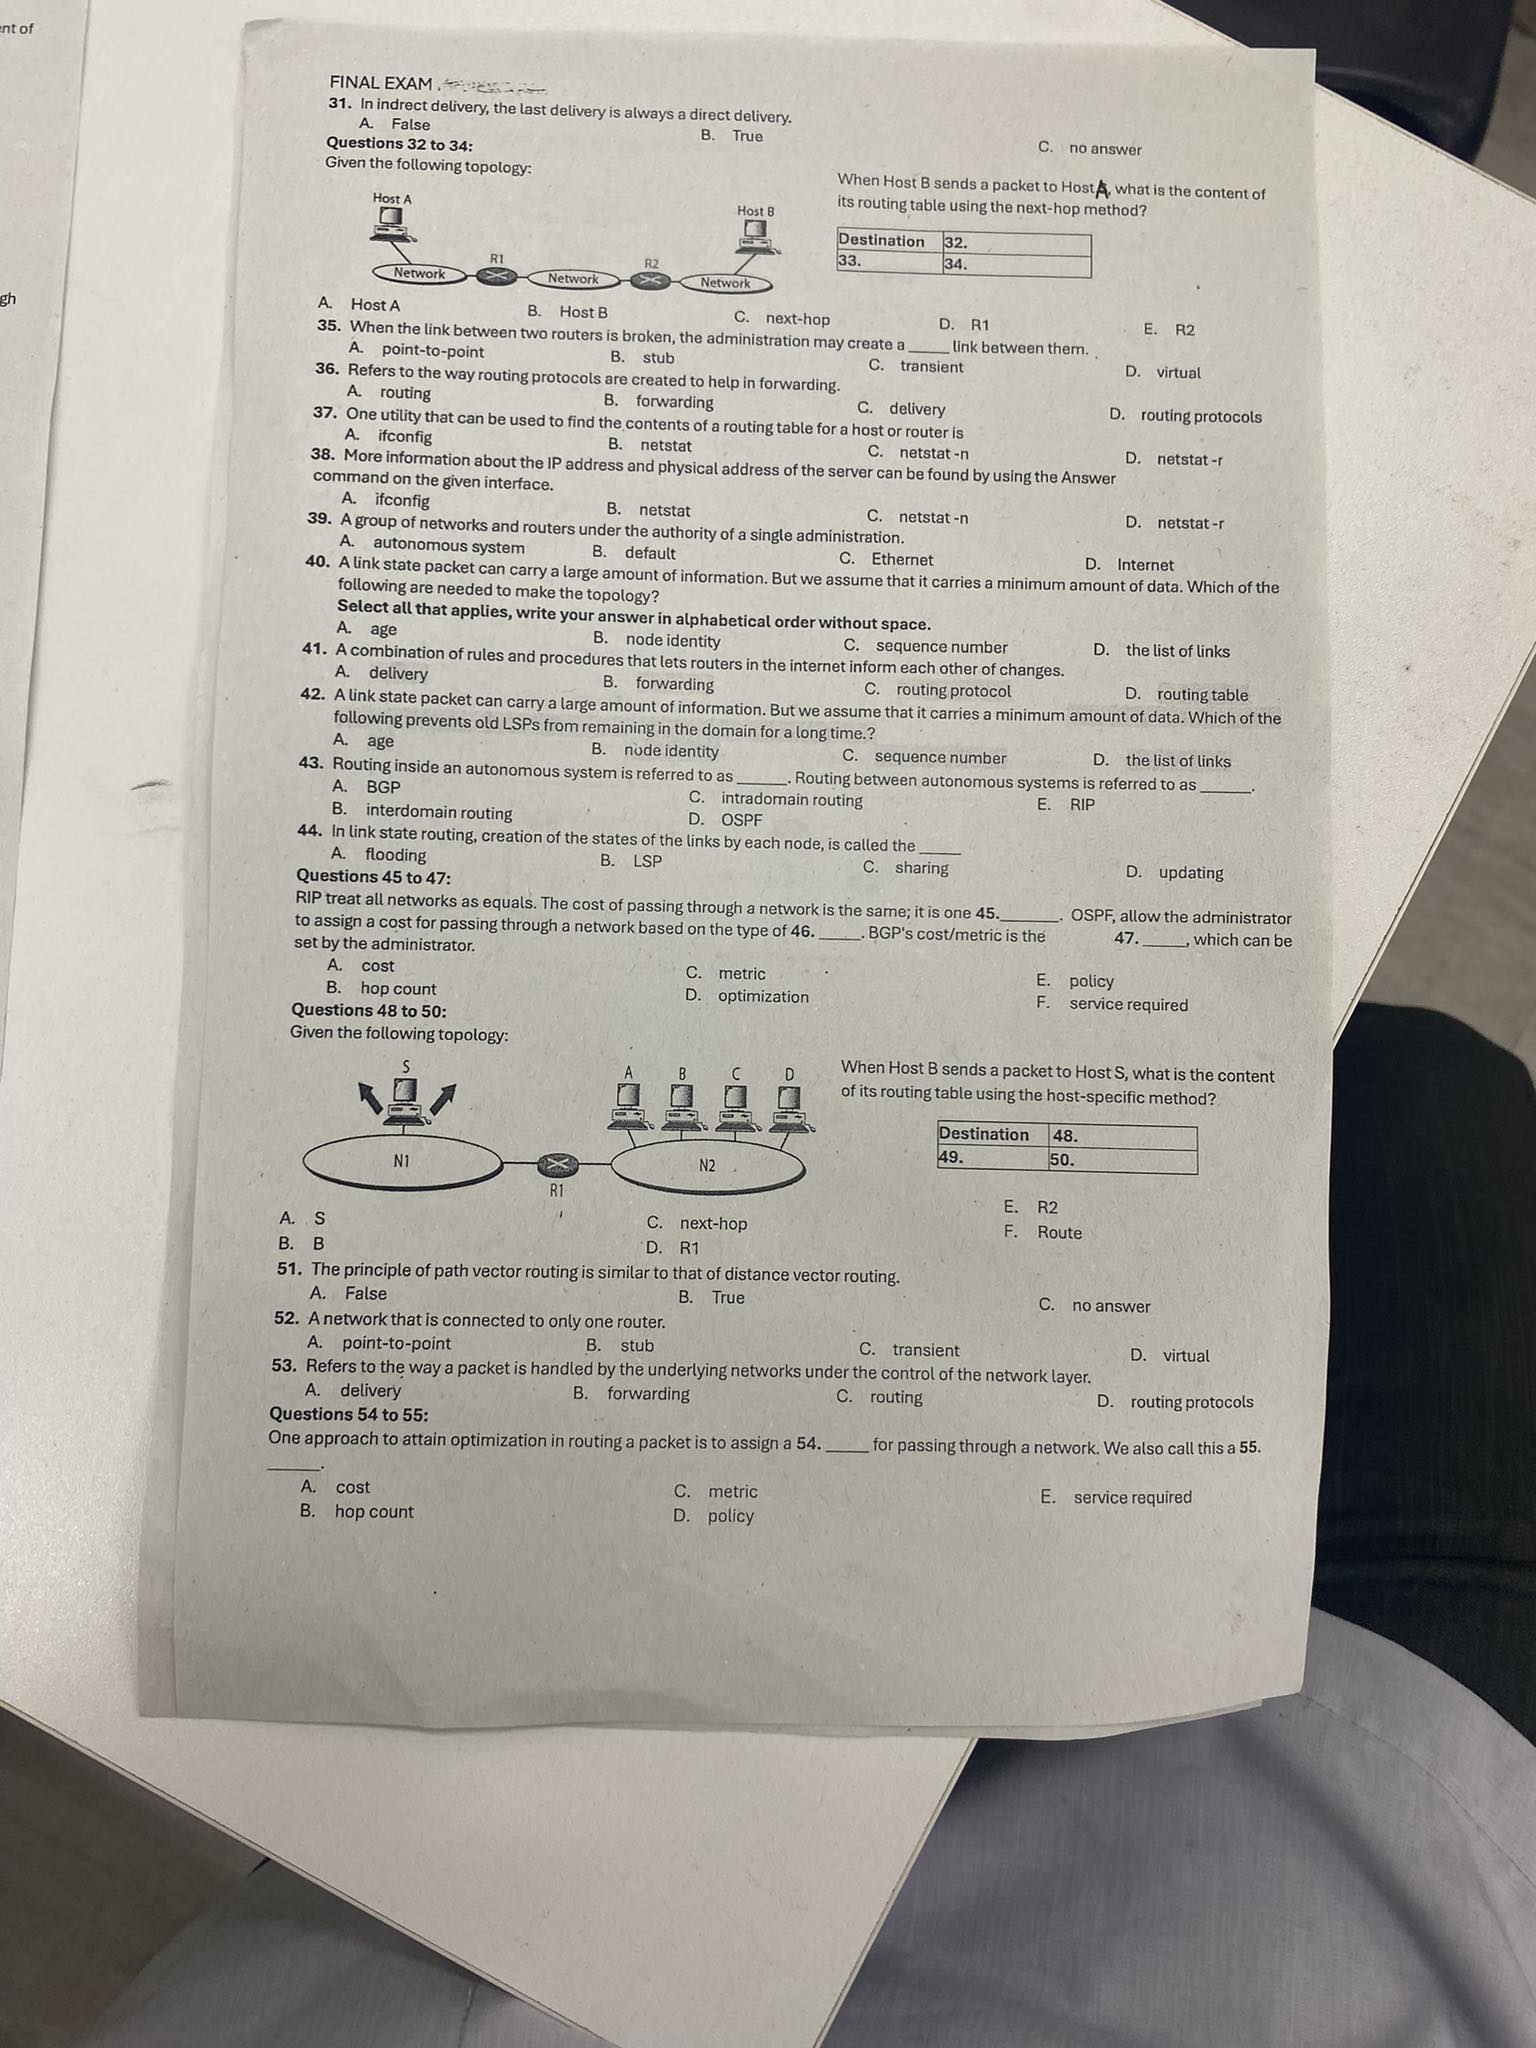 nt of
gh
FINAL EXAM
31. In indrect delivery, the last delivery is always a direct delivery.
A. False B. True C. no answer
Questions 32 to 34:
Given the following topology:
When Host B sends a packet to Host A, what is the content of
its routing table using the next-hop method?
Host A
Host B
R1
R2
Network
Network
Network
Destination 32.
33. 34.
A. Host A B. Host B C. next-hop D. R1 E. R2
35. When the link between two routers is broken, the administration may create a _____ link between them.
A. point-to-point B. stub C. transient D. virtual
36. Refers to the way routing protocols are created to help in forwarding.
A. routing B. forwarding C. delivery D. routing protocols
37. One utility that can be used to find the contents of a routing table for a host or router is
A. ifconfig B. netstat C. netstat -n D. netstat -r
38. More information about the IP address and physical address of the server can be found by using the Answer
command on the given interface.
A. ifconfig B. netstat C. netstat -n D. netstat -r
39. A group of networks and routers under the authority of a single administration.
A. autonomous system B. default C. Ethernet D. Internet
40. A link state packet can carry a large amount of information. But we assume that it carries a minimum amount of data. Which of the
following are needed to make the topology?
Select all that applies, write your answer in alphabetical order without space.
A. age B. node identity C. sequence number D. the list of links
41. A combination of rules and procedures that lets routers in the internet inform each other of changes.
A. delivery B. forwarding C. routing protocol D. routing table
42. A link state packet can carry a large amount of information. But we assume that it carries a minimum amount of data. Which of the
following prevents old LSPs from remaining in the domain for a long time.?
A. age B. node identity C. sequence number D. the list of links
43. Routing inside an autonomous system is referred to as ______. Routing between autonomous systems is referred to as ______.
A. BGP C. intradomain routing E. RIP
B. interdomain routing D. OSPF
44. In link state routing, creation of the states of the links by each node, is called the _____
A. flooding B. LSP C. sharing D. updating
Questions 45 to 47:
RIP treat all networks as equals. The cost of passing through a network is the same; it is one 45.______. OSPF, allow the administrator
to assign a cost for passing through a network based on the type of 46. _____. BGP's cost/metric is the 47. _____, which can be
set by the administrator.
A. cost C. metric E. policy
B. hop count D. optimization F. service required
Questions 48 to 50:
Given the following topology:
When Host B sends a packet to Host S, what is the content
of its routing table using the host-specific method?
S
A B C D
N1
R1
N2
Destination 48.
49. 50.
A. S C. next-hop E. R2
B. B D. R1 F. Route
51. The principle of path vector routing is similar to that of distance vector routing.
A. False B. True C. no answer
52. A network that is connected to only one router.
A. point-to-point B. stub C. transient D. virtual
53. Refers to the way a packet is handled by the underlying networks under the control of the network layer.
A. delivery B. forwarding C. routing D. routing protocols
Questions 54 to 55:
One approach to attain optimization in routing a packet is to assign a 54. _____ for passing through a network. We also call this a 55.
______.
A. cost C. metric E. service required
B. hop count D. policy